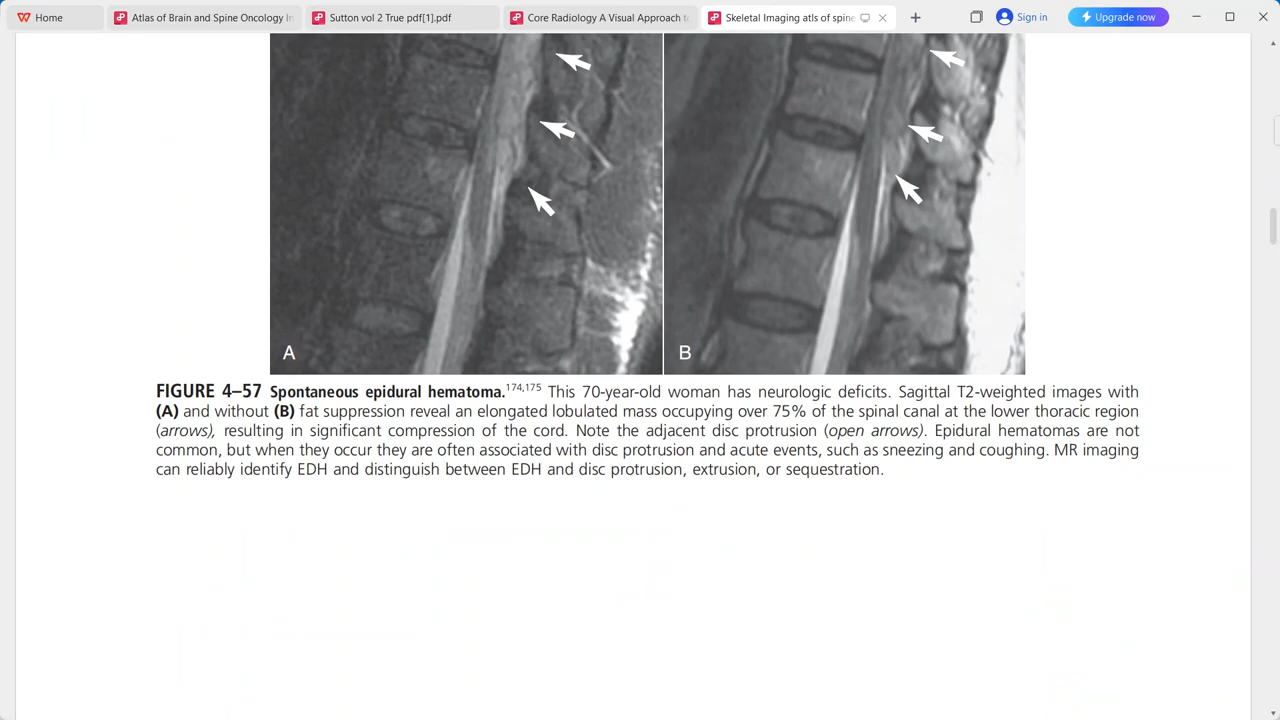 Home
Atlas of Brain and Spine Oncology I
Sutton vol 2 True pdf[1].pdf
Core Radiology A Visual Approach to
Skeletal Imaging atls of spine
Sign in
Upgrade now
A
B
FIGURE 4–57 Spontaneous epidural hematoma.174,175 This 70-year-old woman has neurologic deficits. Sagittal T2-weighted images with
(A) and without (B) fat suppression reveal an elongated lobulated mass occupying over 75% of the spinal canal at the lower thoracic region
(arrows), resulting in significant compression of the cord. Note the adjacent disc protrusion (open arrows). Epidural hematomas are not
common, but when they occur they are often associated with disc protrusion and acute events, such as sneezing and coughing. MR imaging
can reliably identify EDH and distinguish between EDH and disc protrusion, extrusion, or sequestration.